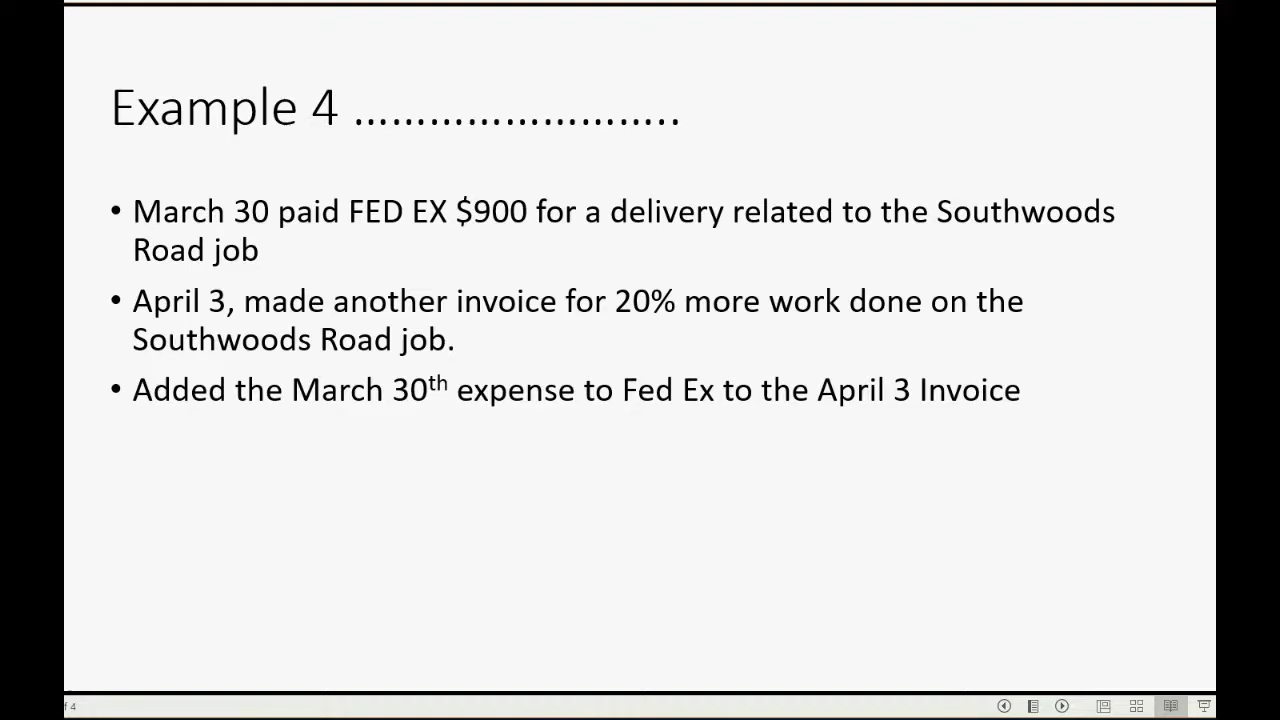 Example 4 ……………………..
• March 30 paid FED EX $900 for a delivery related to the Southwoods
Road job
• April 3, made another invoice for 20% more work done on the
Southwoods Road job.
• Added the March 30th expense to Fed Ex to the April 3 Invoice
f 4